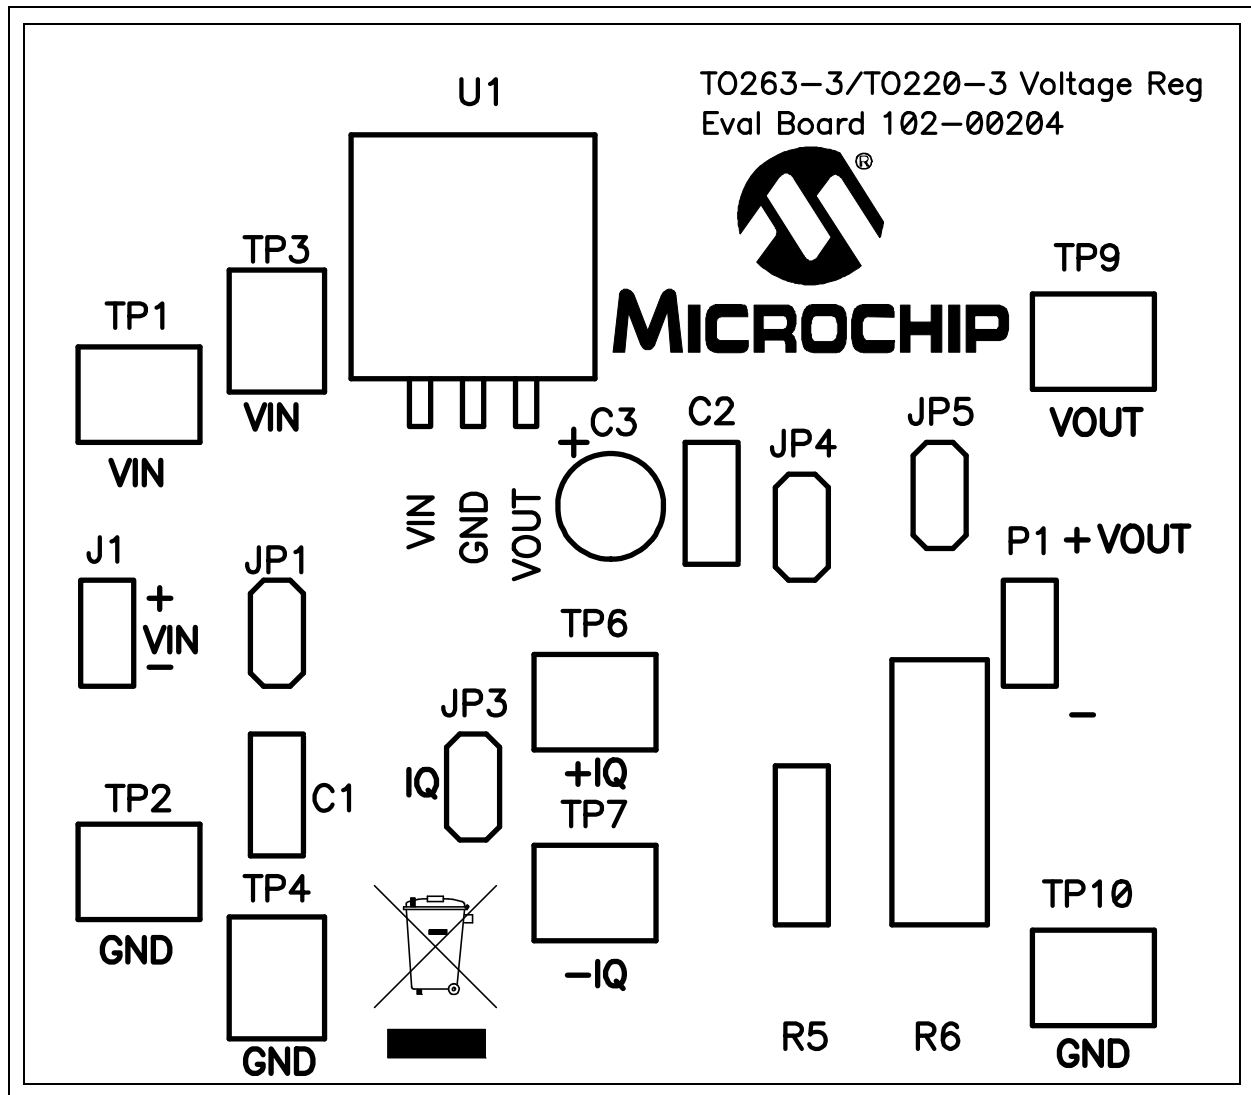 TO263-3/TO220-3 Voltage Reg
Eval Board 102-00204
®
MICROCHIP
U1
TP3
VIN
TP1
VIN
TP9
VOUT
VIN
GND
VOUT
+
C3
C2
JP4
JP5
P1 + VOUT
-
J1
+
VIN
-
JP1
TP6
+IQ
JP3
IQ
TP7
-IQ
C1
TP2
GND
TP4
GND
R5
R6
TP10
GND